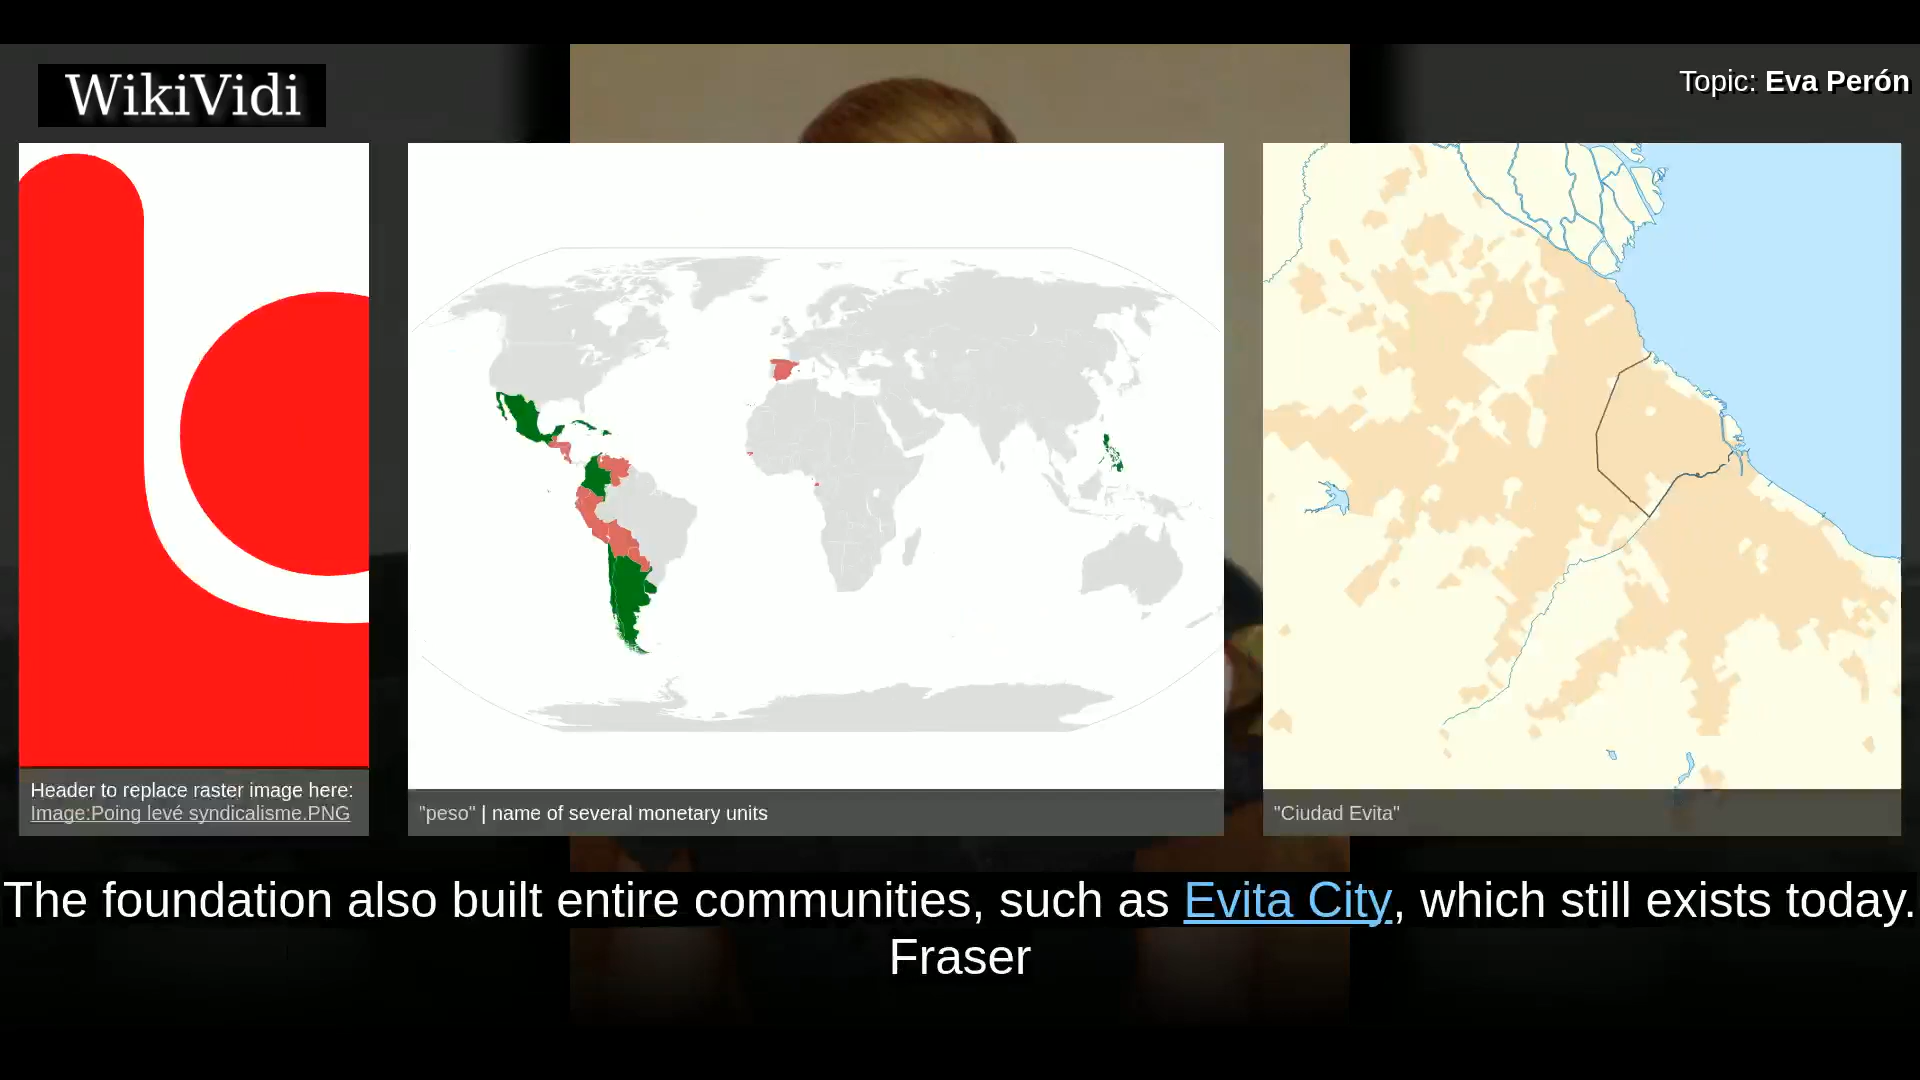 WikiVidi
Topic: Eva Perón
Header to replace raster image here:
Image:Poing levé syndicalisme.PNG
"peso" | name of several monetary units
"Ciudad Evita"
The foundation also built entire communities, such as Evita City, which still exists today.
Fraser